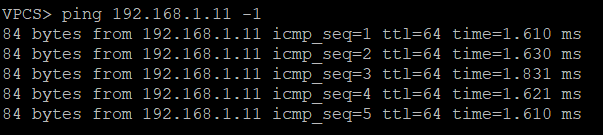 VPCS> ping 192.168.1.11 -1
84 bytes from 192.168.1.11 icmp_seq=1 ttl=64 time=1.610 ms
84 bytes from 192.168.1.11 icmp_seq=2 ttl=64 time=1.630 ms
84 bytes from 192.168.1.11 icmp_seq=3 ttl=64 time=1.831 ms
84 bytes from 192.168.1.11 icmp_seq=4 ttl=64 time=1.621 ms
84 bytes from 192.168.1.11 icmp_seq=5 ttl=64 time=1.610 ms